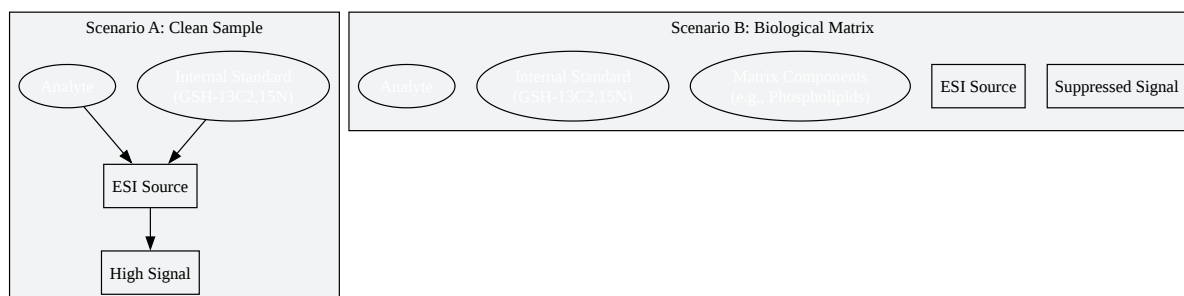 Scenario A: Clean Sample
Analyte
Internal Standard
(GSH-13C2,15N)
ESI Source
High Signal
Scenario B: Biological Matrix
Analyte
Internal Standard
(GSH-13C2,15N)
Matrix Components
(e.g., Phospholipids)
ESI Source
Suppressed Signal